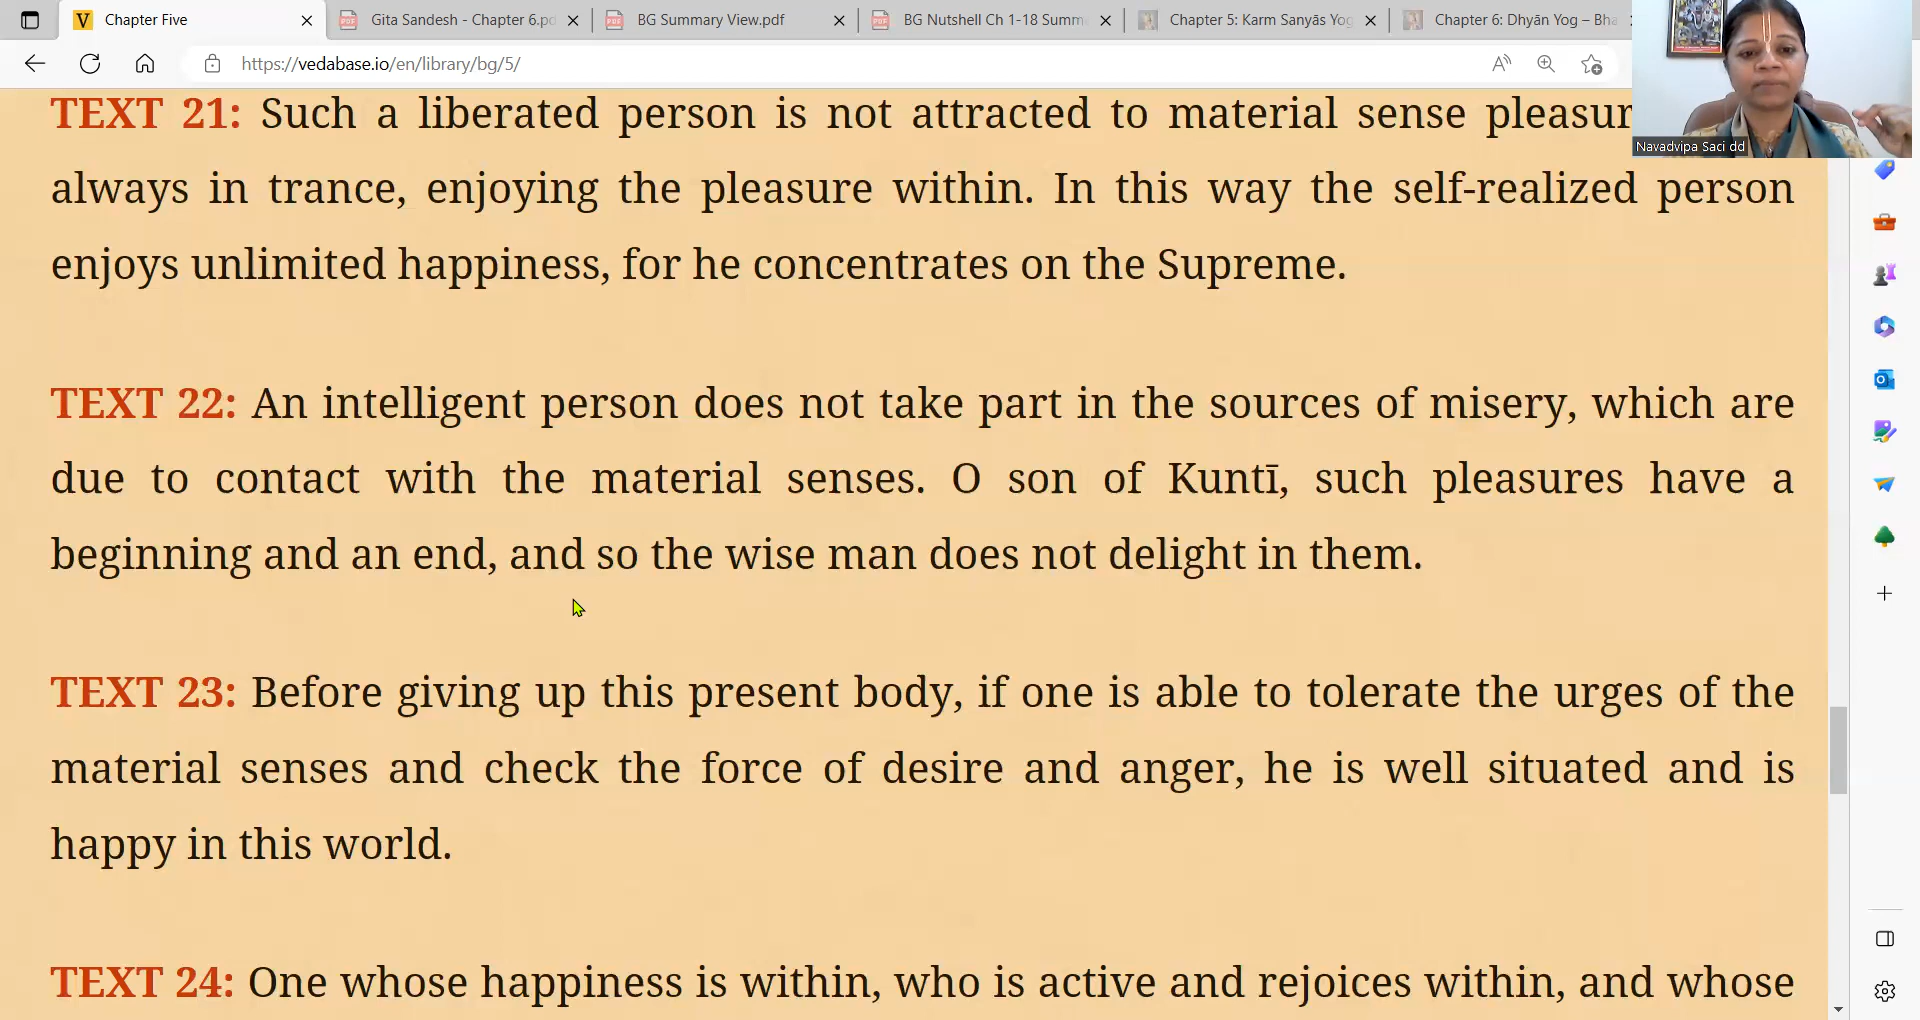 Chapter Five
Gita Sandesh - Chapter 6.pd
BG Summary View.pdf
BG Nutshell Ch 1-18 Summ
Chapter 5: Karm Sanyās Yog
Chapter 6: Dhyān Yog – Bha
https://vedabase.io/en/library/bg/5/
Navadvipa Saci dd
TEXT 21: Such a liberated person is not attracted to material sense pleasur
always in trance, enjoying the pleasure within. In this way the self-realized person
enjoys unlimited happiness, for he concentrates on the Supreme.
TEXT 22: An intelligent person does not take part in the sources of misery, which are
due to contact with the material senses. O son of Kuntī, such pleasures have a
beginning and an end, and so the wise man does not delight in them.
TEXT 23: Before giving up this present body, if one is able to tolerate the urges of the
material senses and check the force of desire and anger, he is well situated and is
happy in this world.
TEXT 24: One whose happiness is within, who is active and rejoices within, and whose